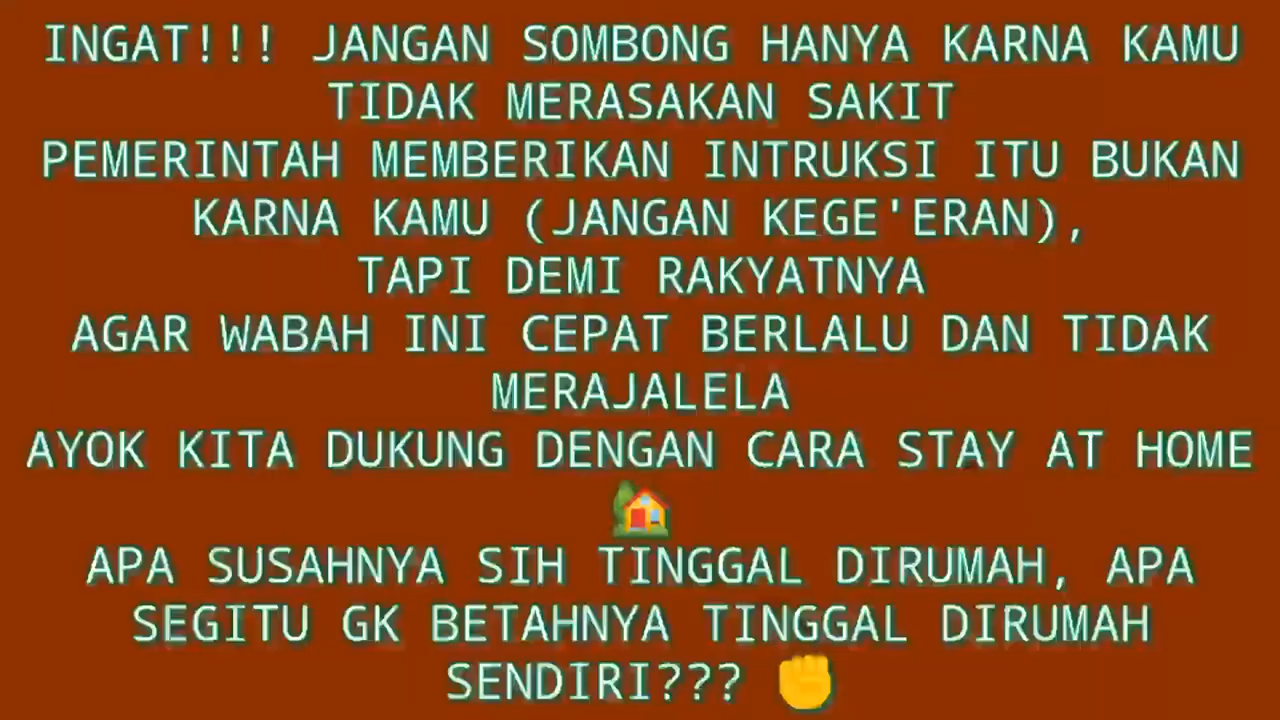 INGAT!!! JANGAN SOMBONG HANYA KARNA KAMU
TIDAK MERASAKAN SAKIT
PEMERINTAH MEMBERIKAN INTRUKSI ITU BUKAN
KARNA KAMU (JANGAN KEGE'ERAN),
TAPI DEMI RAKYATNYA
AGAR WABAH INI CEPAT BERLALU DAN TIDAK
MERAJALELA
AYOK KITA DUKUNG DENGAN CARA STAY AT HOME
🏡
APA SUSAHNYA SIH TINGGAL DIRUMAH, APA
SEGITU GK BETAHNYA TINGGAL DIRUMAH
SENDIRI??? ✊